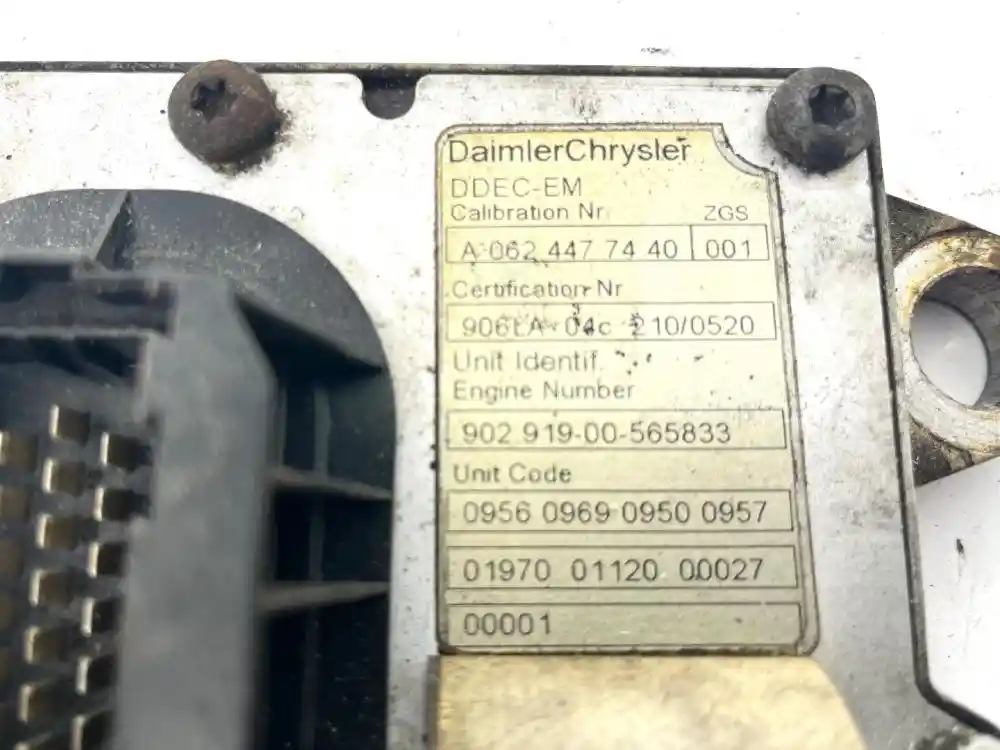 DaimlerChrysler
DDEC-EM
Calibration Nr. ZGS
A 062 447 74 40 001
Certification Nr
906LA 04c 210/0520
Unit Identif.
Engine Number
902 919-00-565833
Unit Code
0956 0969 0950 0957
01970 01120 00027
00001